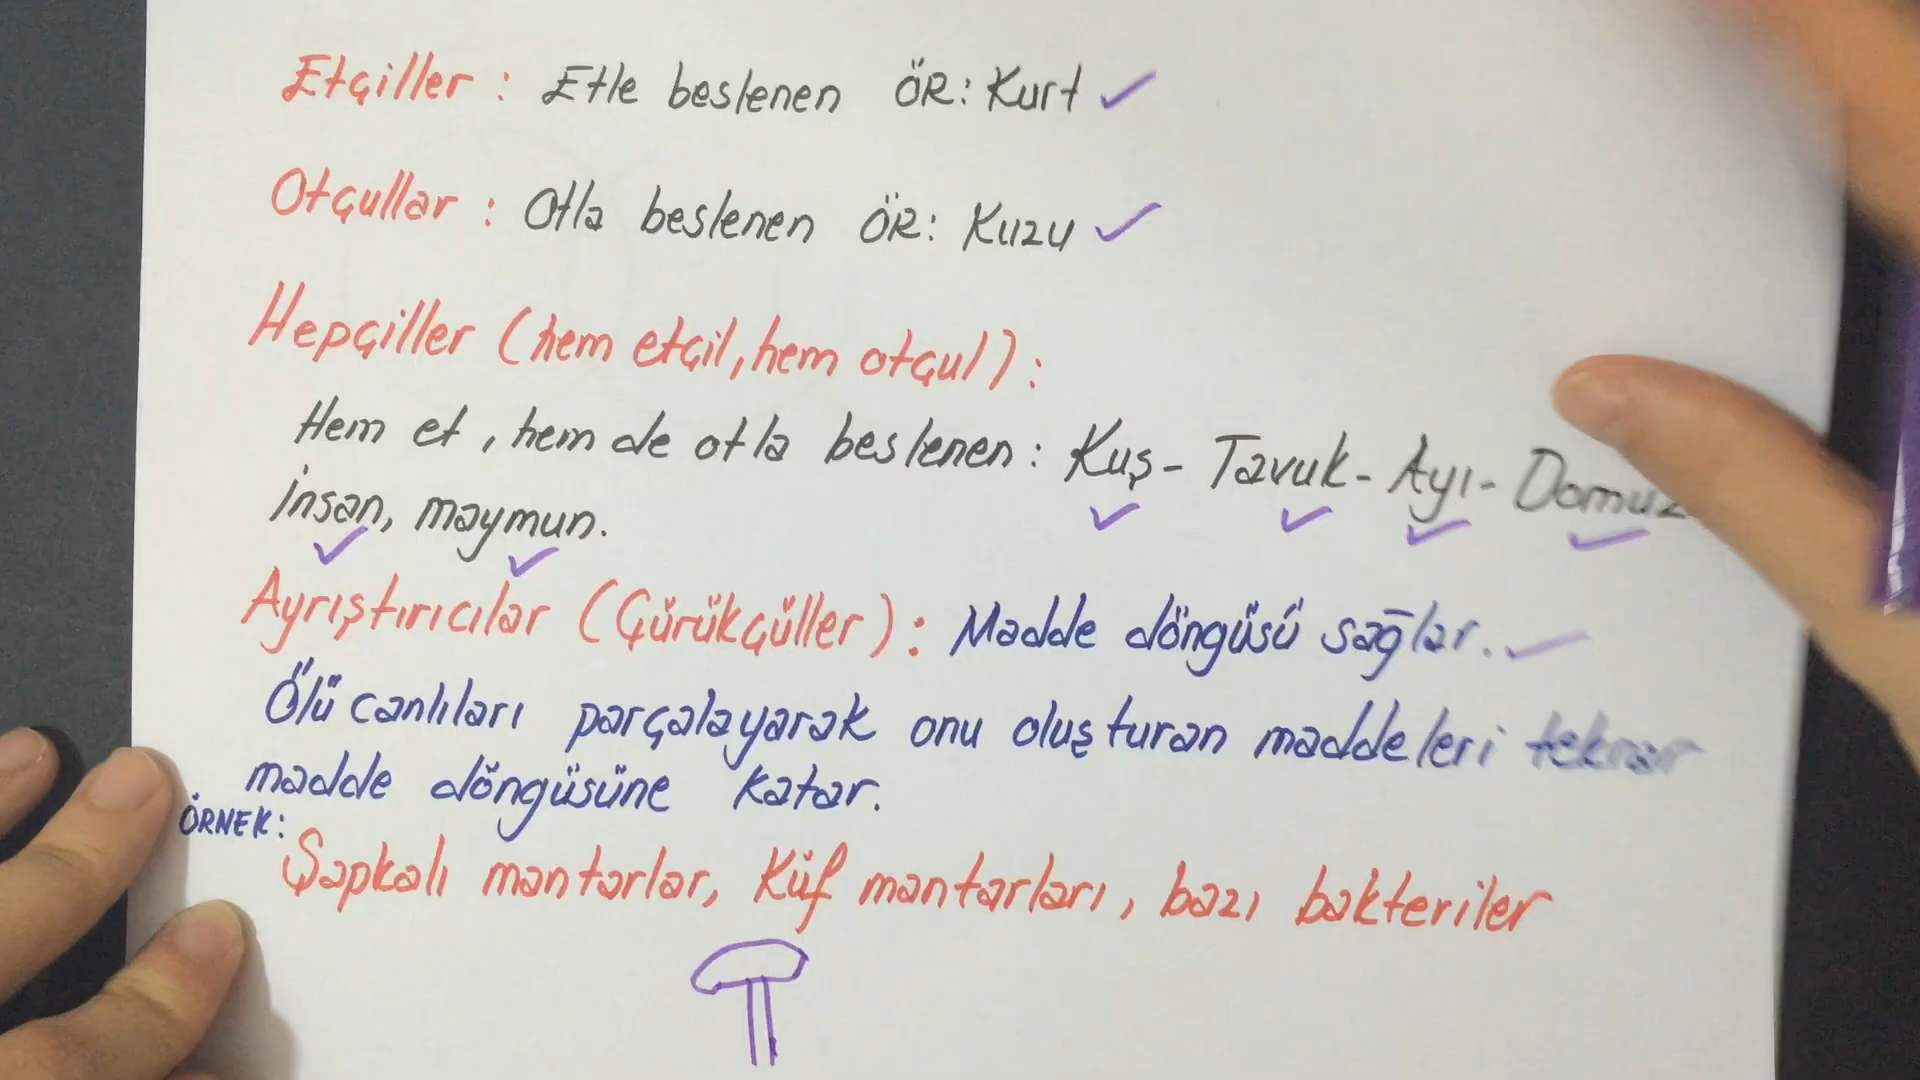 Etçiller : Etle beslenen ÖR: Kurt
Otçullar : Otla beslenen ÖR: Kuzu
Hepçiller (hem etçil, hem otçul) :
Hem et, hem de otla beslenen : Kuş- Tavuk- Ayı- Domuz
İnsan, maymun.
Ayrıştırıcılar (Çürükçüller) : Madde döngüsü sağlar.
Ölü canlıları parçalayarak onu oluşturan maddeleri tekrar
madde döngüsüne katar.
ÖRNEK:
Şapkalı mantarlar, Küf mantarları, bazı bakteriler